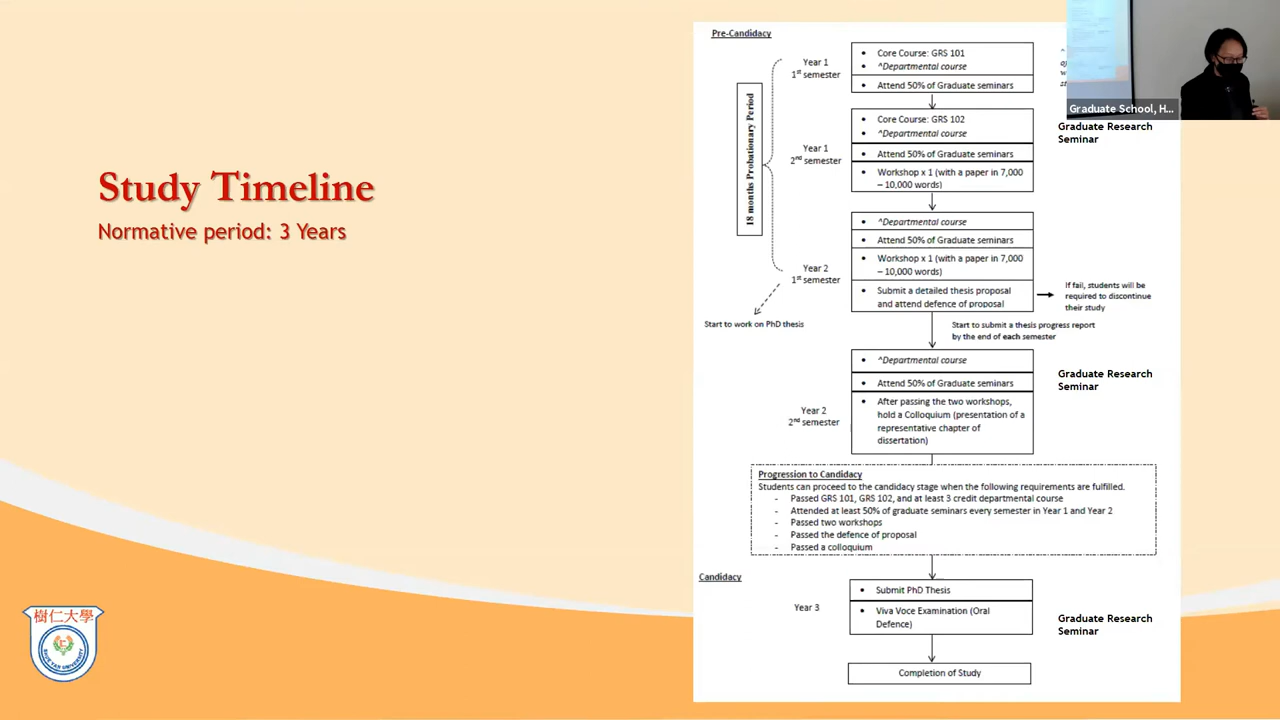 Study Timeline
Normative period: 3 Years
樹仁大學
SHUE YAN UNIVERSITY
Pre-Candidacy
18 months Probationary Period
Year 1
1st semester
• Core Course: GRS 101
• ^Departmental course
• Attend 50% of Graduate seminars
Graduate School, H...
Graduate Research
Seminar
Year 1
2nd semester
• Core Course: GRS 102
• ^Departmental course
• Attend 50% of Graduate seminars
• Workshop x 1 (with a paper in 7,000
– 10,000 words)
Year 2
1st semester
• ^Departmental course
• Attend 50% of Graduate seminars
• Workshop x 1 (with a paper in 7,000
– 10,000 words)
• Submit a detailed thesis proposal
and attend defence of proposal
If fail, students will be
required to discontinue
their study
Start to work on PhD thesis
Start to submit a thesis progress report
by the end of each semester
Year 2
2nd semester
• ^Departmental course
• Attend 50% of Graduate seminars
• After passing the two workshops,
hold a Colloquium (presentation of a
representative chapter of
dissertation)
Graduate Research
Seminar
Progression to Candidacy
Students can proceed to the candidacy stage when the following requirements are fulfilled.
- Passed GRS 101, GRS 102, and at least 3 credit departmental course
- Attended at least 50% of graduate seminars every semester in Year 1 and Year 2
- Passed two workshops
- Passed the defence of proposal
- Passed a colloquium
Candidacy
Year 3
• Submit PhD Thesis
• Viva Voce Examination (Oral
Defence)
Graduate Research
Seminar
Completion of Study